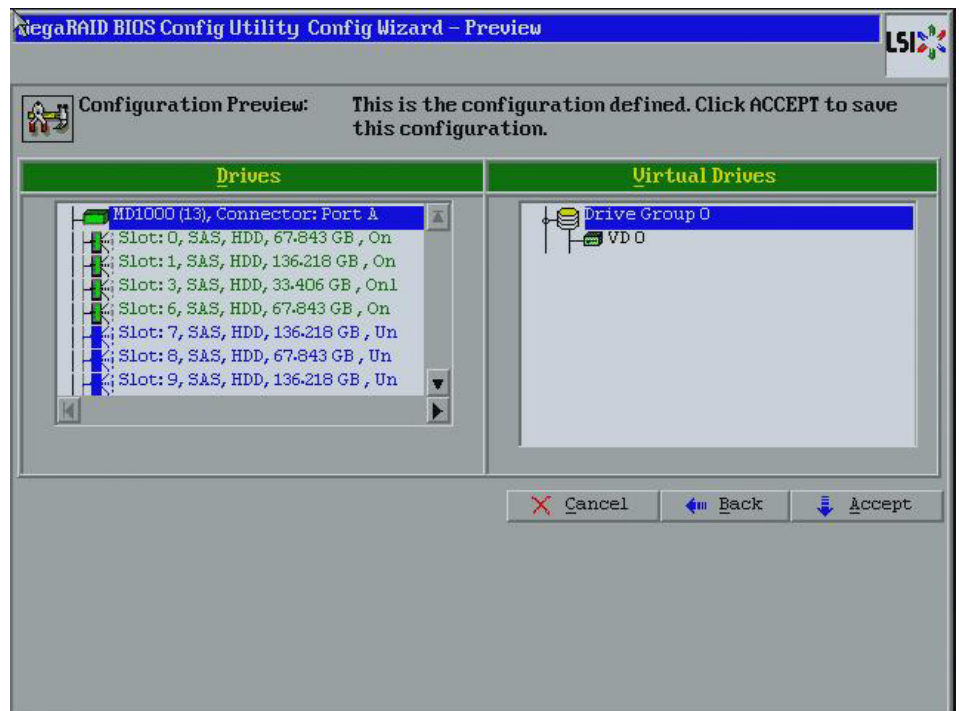 MegaRAID BIOS Config Utility Config Wizard – Preview
LSI
Configuration Preview: This is the configuration defined. Click ACCEPT to save
this configuration.
Drives
MD1000 (13), Connector: Port A
Slot: 0, SAS, HDD, 67.843 GB , On
Slot: 1, SAS, HDD, 136.218 GB , On
Slot: 3, SAS, HDD, 33.406 GB , Onl
Slot: 6, SAS, HDD, 67.843 GB , On
Slot: 7, SAS, HDD, 136.218 GB , Un
Slot: 8, SAS, HDD, 67.843 GB , Un
Slot: 9, SAS, HDD, 136.218 GB , Un
Virtual Drives
Drive Group 0
VD 0
Cancel
Back
Accept